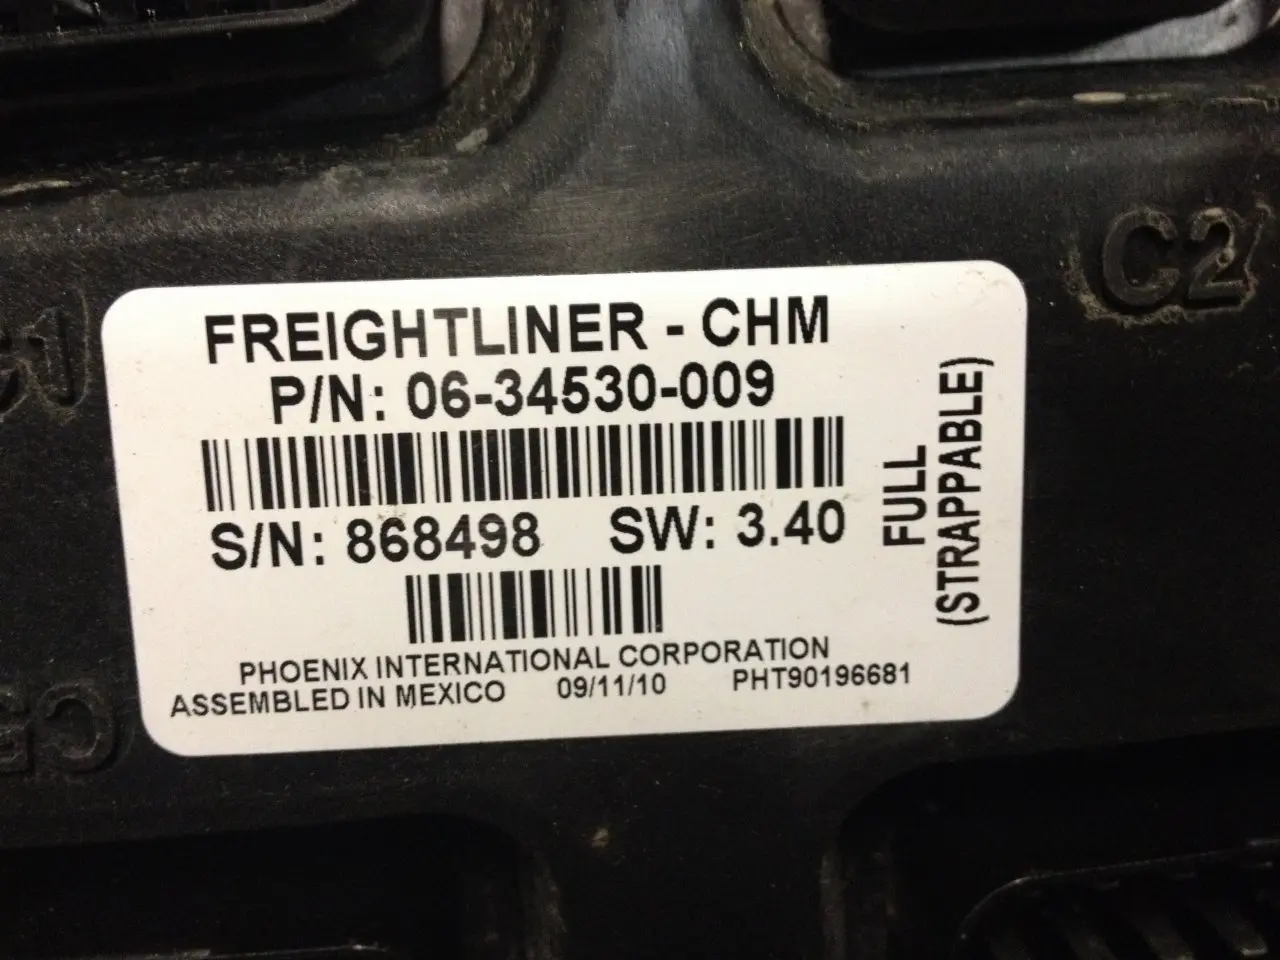 C2
FREIGHTLINER - CHM
P/N: 06-34530-009
S/N: 868498 SW: 3.40
FULL
(STRAPPABLE)
PHOENIX INTERNATIONAL CORPORATION
ASSEMBLED IN MEXICO 09/11/10 PHT90196681